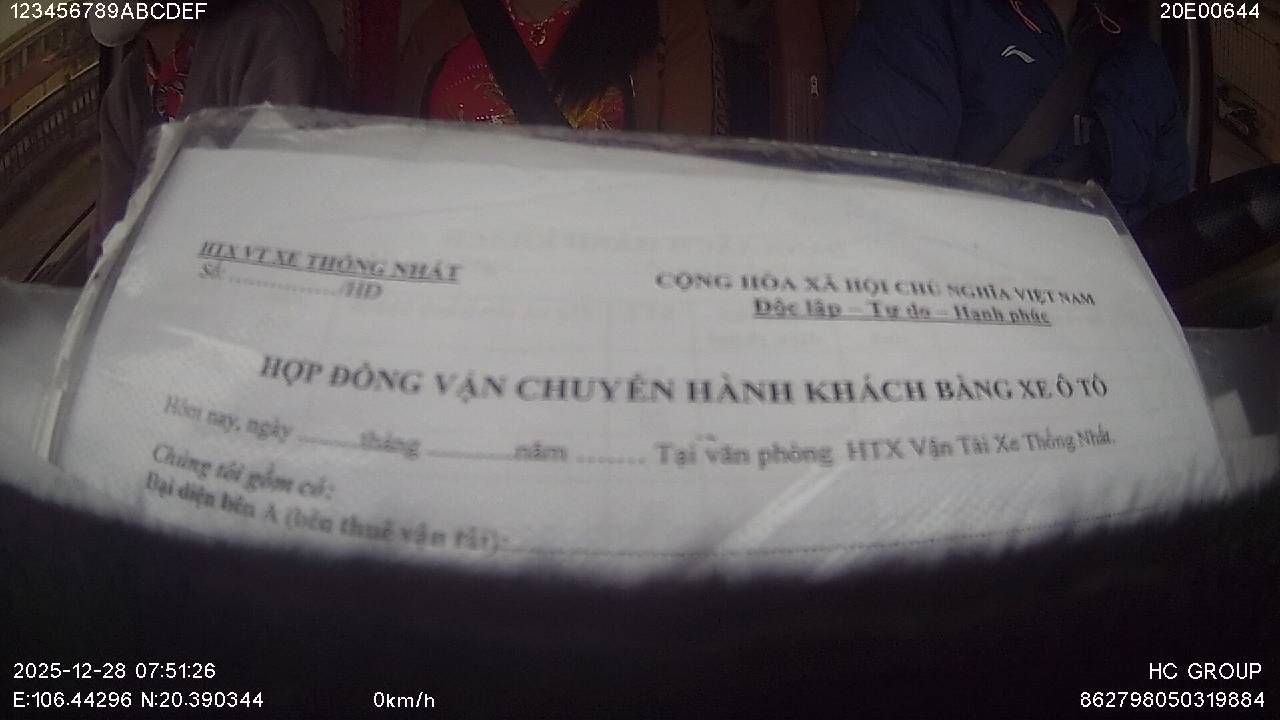 123456789ABCDEF
20E00644
HTX VT XE THỐNG NHẤT
Số ................/HĐ
CỘNG HÒA XÃ HỘI CHỦ NGHĨA VIỆT NAM
Độc lập – Tự do – Hạnh phúc
HỢP ĐỒNG VẬN CHUYỂN HÀNH KHÁCH BẰNG XE Ô TÔ
Hôm nay, ngày .........tháng ............năm ....... Tại văn phòng HTX Vận Tải Xe Thống Nhất.
Chúng tôi gồm có:
Đại diện bên A (bên thuê vận tải):
2025-12-28 07:51:26
E:106.44296 N:20.390344
0km/h
HC GROUP
862798050319884